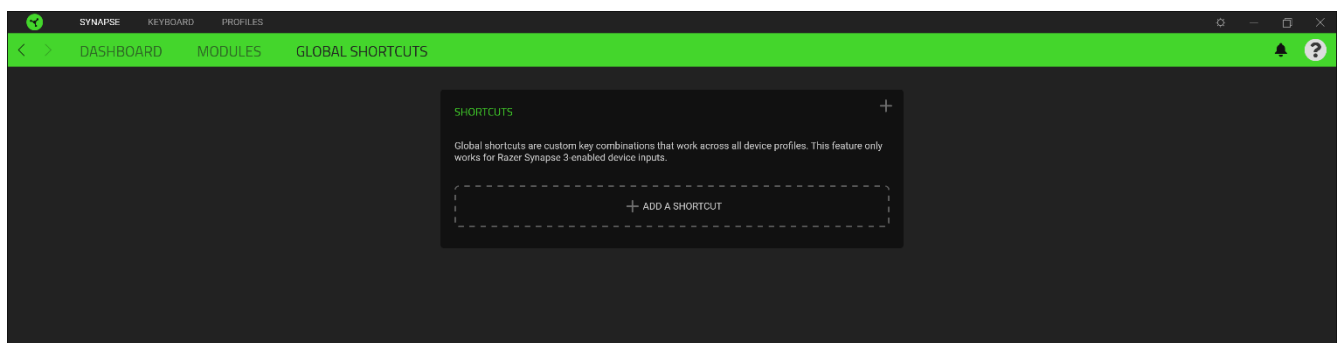 SYNAPSE KEYBOARD PROFILES
DASHBOARD MODULES GLOBAL SHORTCUTS
SHORTCUTS
Global shortcuts are custom key combinations that work across all device profiles. This feature only
works for Razer Synapse 3-enabled device inputs.
ADD A SHORTCUT